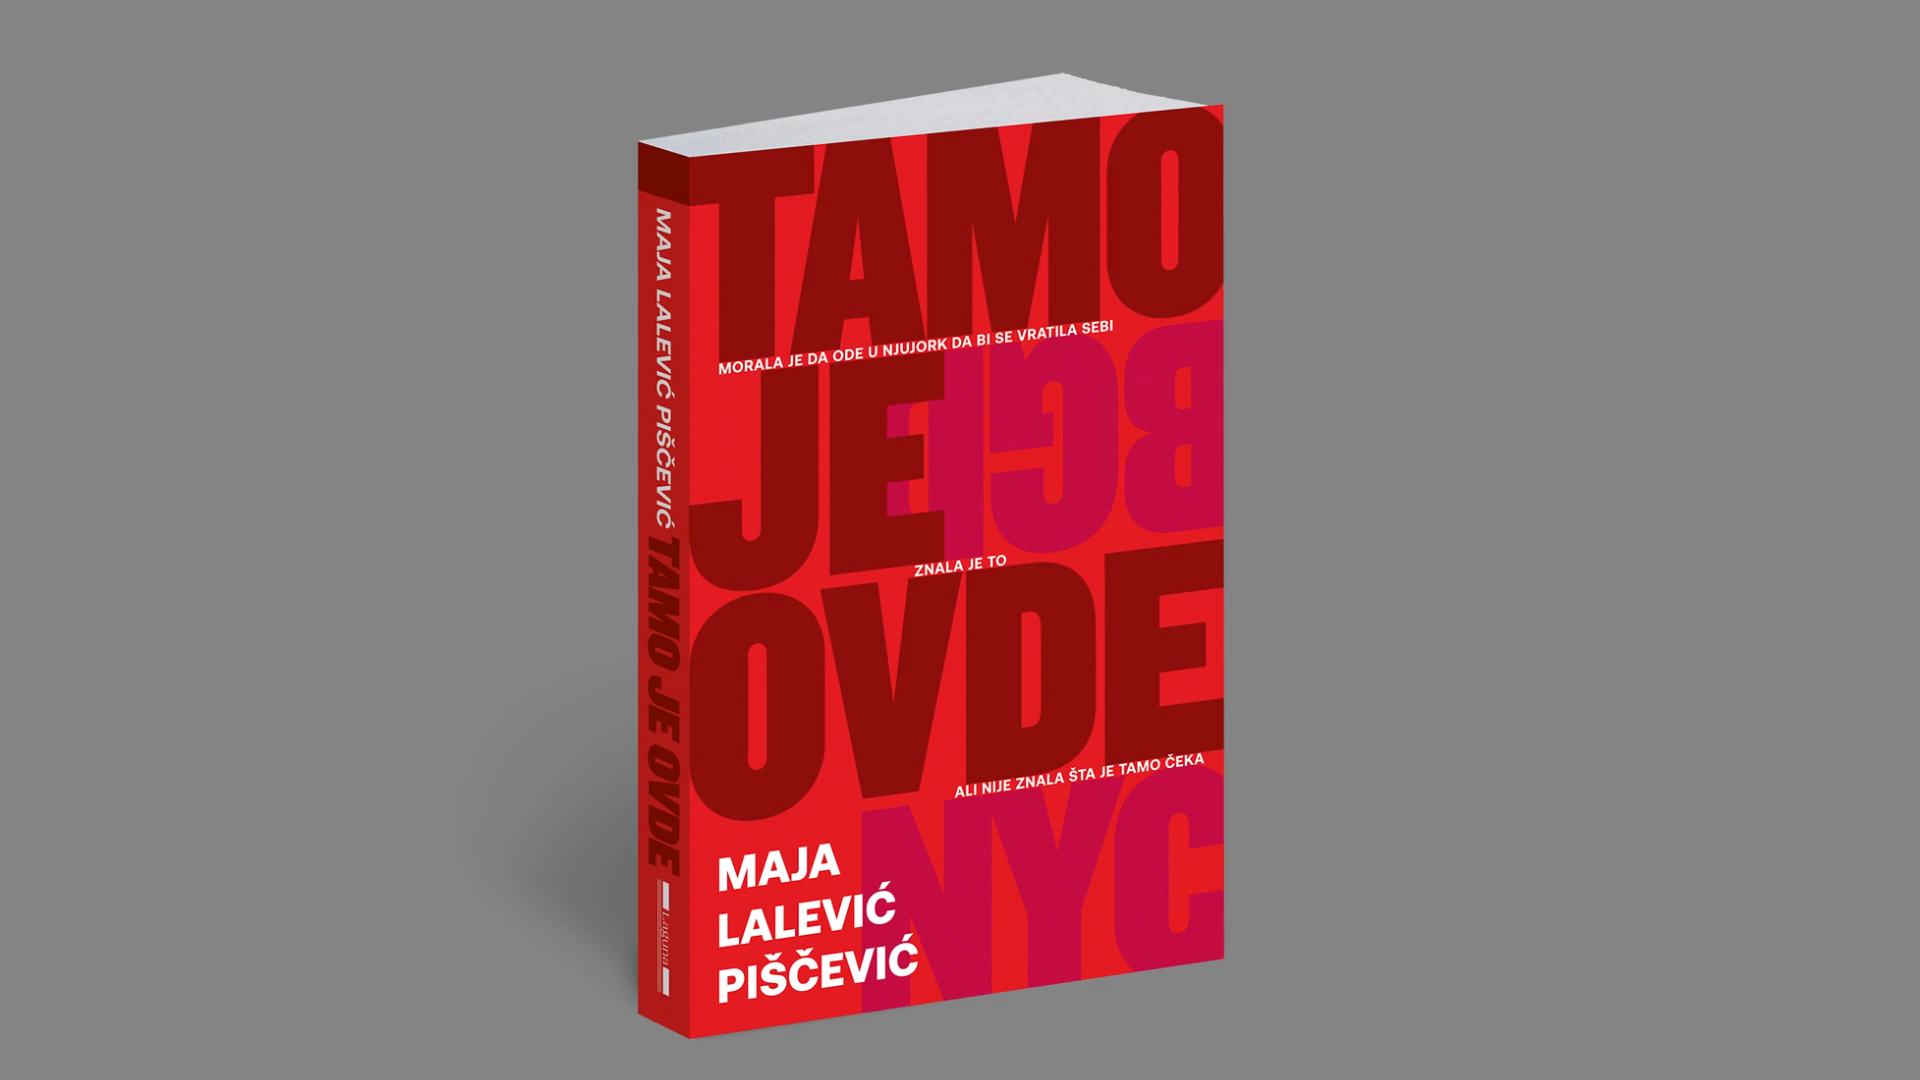 TAMO
MORALA JE DA ODE U NJUJORK DA BI SE VRATILA SEBI
JE
BGD
ZNALA JE TO
OVDE
ALI NIJE ZNALA ŠTA JE TAMO ČEKA
NYC
MAJA
LALEVIĆ
PIŠČEVIĆ
MAJA LALEVIĆ PIŠČEVIĆ TAMO JE OVDE
Laguna